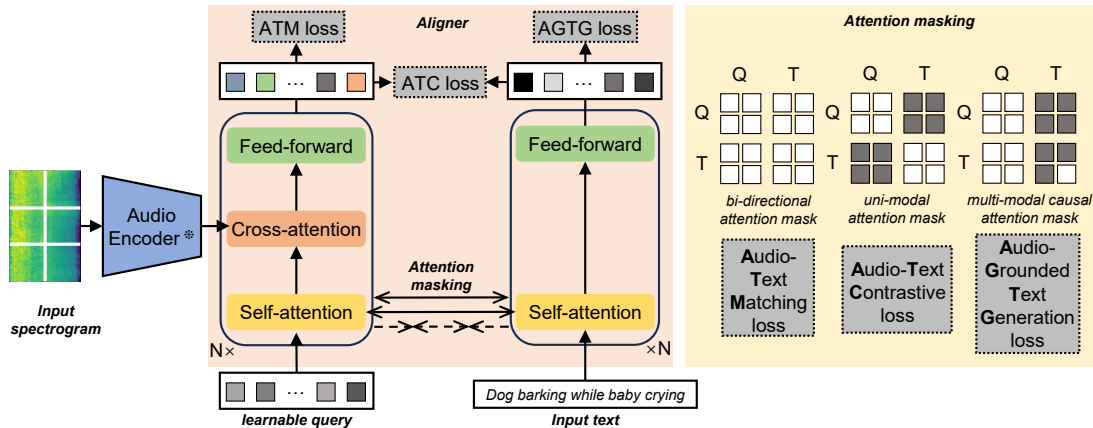 ATM loss
Aligner
AGTG loss
ATC loss
...
...
Feed-forward
Feed-forward
Audio
Encoder
Cross-attention
Attention
masking
Self-attention
Self-attention
N×
×N
Input
spectrogram
...
learnable query
Dog barking while baby crying
Input text
Attention masking
Q T
Q
T
bi-directional
attention mask
Audio-
Text
Matching
loss
Q T
Q
T
uni-modal
attention mask
Audio-Text
Contrastive
loss
Q T
Q
T
multi-modal causal
attention mask
Audio-
Grounded
Text
Generation
loss